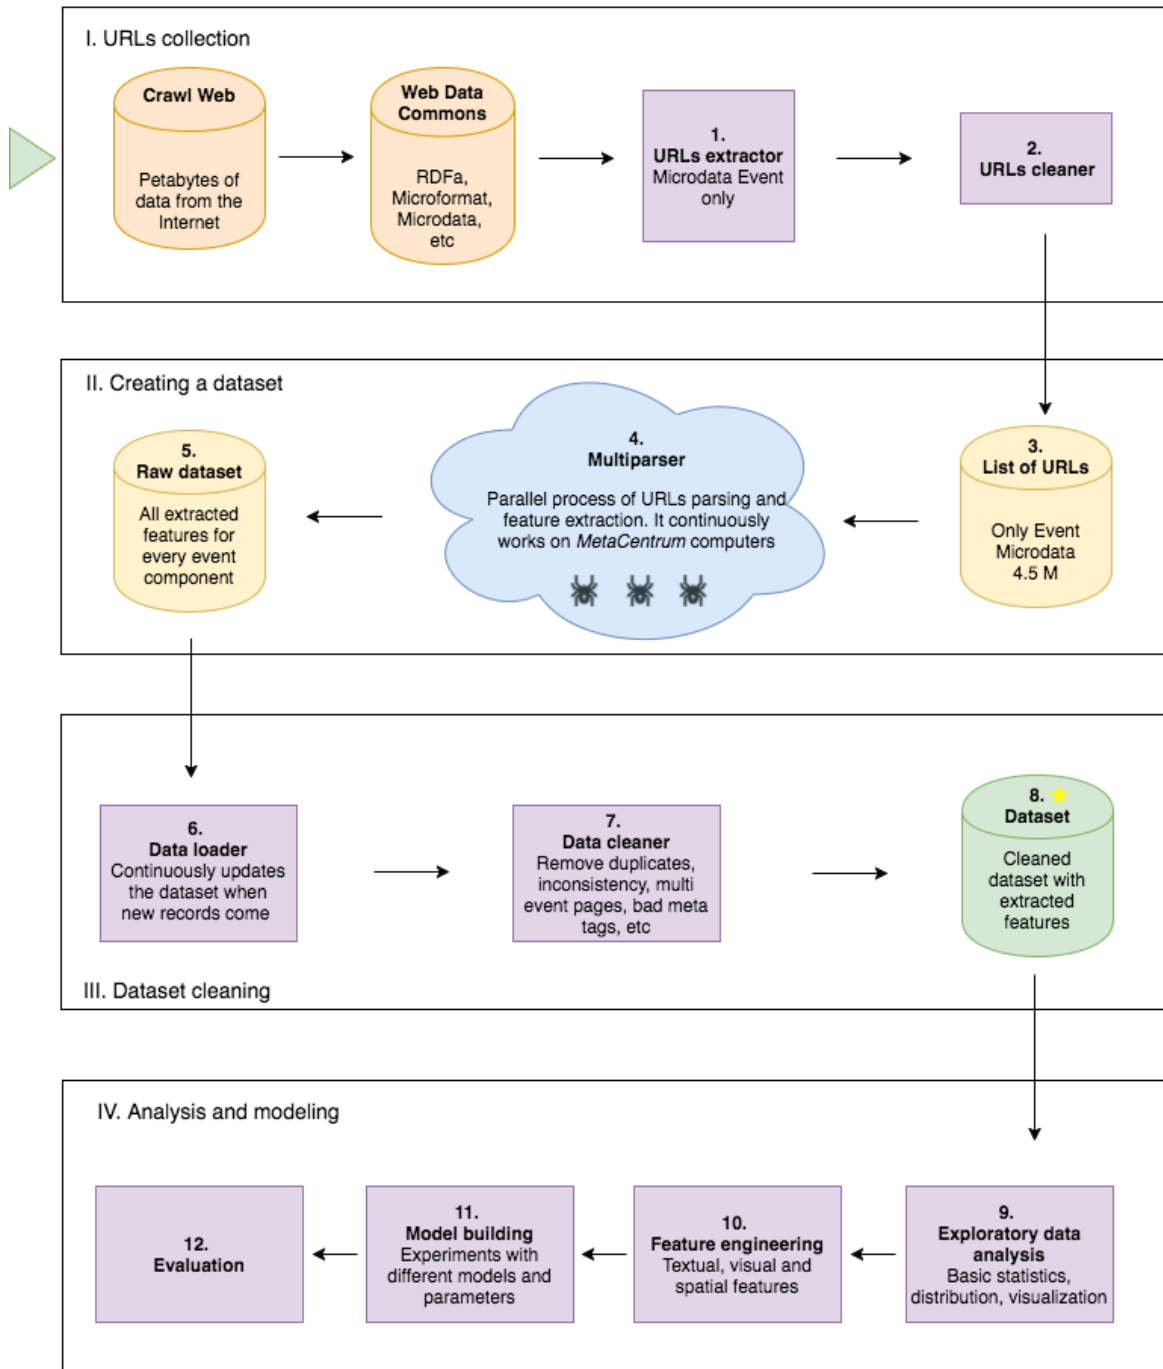 I. URLs collection
Crawl Web
Petabytes of
data from the
Internet
Web Data
Commons
RDFa,
Microformat,
Microdata,
etc
1.
URLs extractor
Microdata Event
only
2.
URLs cleaner
II. Creating a dataset
3.
List of URLs
Only Event
Microdata
4.5 M
4.
Multiparser
Parallel process of URLs parsing and
feature extraction. It continuously
works on MetaCentrum computers
5.
Raw dataset
All extracted
features for
every event
component
6.
Data loader
Continuously updates
the dataset when
new records come
7.
Data cleaner
Remove duplicates,
inconsistency, multi
event pages, bad meta
tags, etc
8.
Dataset
Cleaned
dataset with
extracted
features
III. Dataset cleaning
IV. Analysis and modeling
9.
Exploratory data
analysis
Basic statistics,
distribution, visualization
10.
Feature engineering
Textual, visual and
spatial features
11.
Model building
Experiments with
different models and
parameters
12.
Evaluation